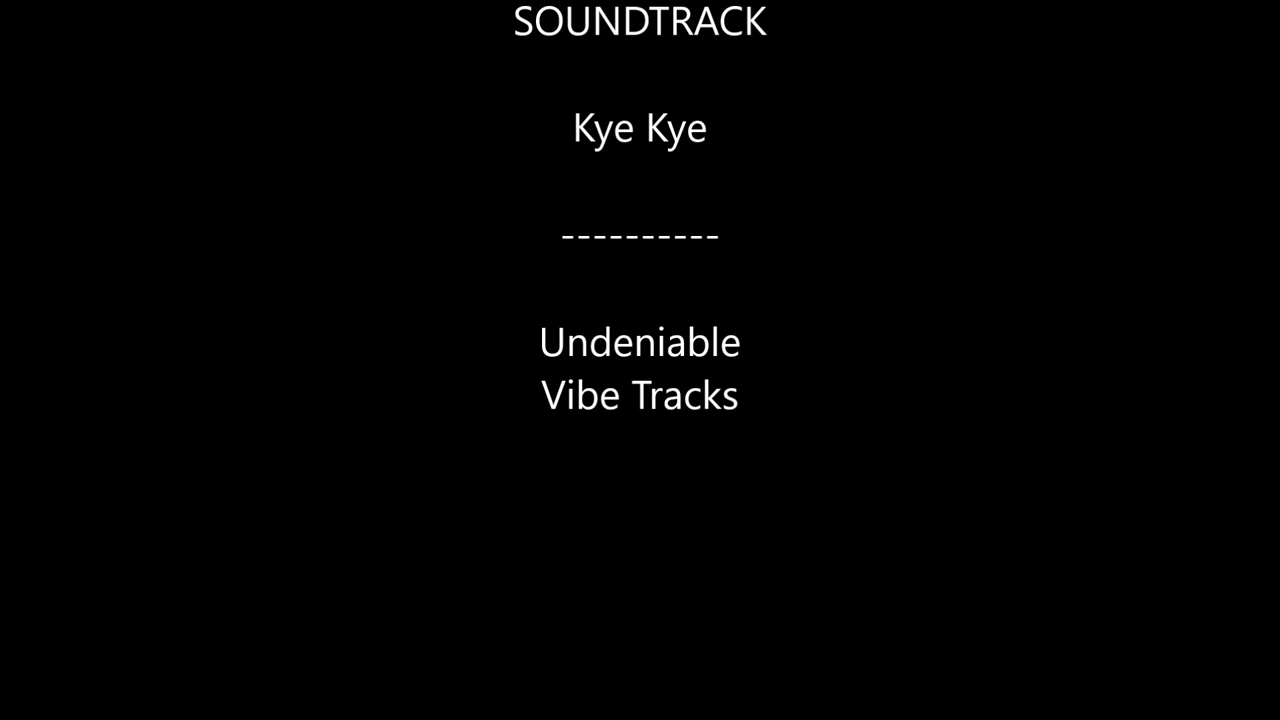 SOUNDTRACK
Kye Kye
----------
Undeniable
Vibe Tracks